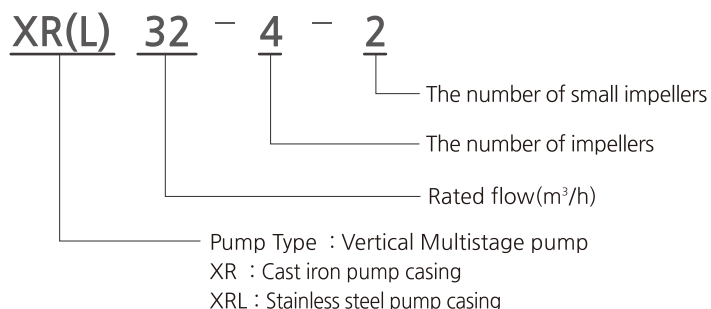 XR(L) 32 - 4 - 2
The number of small impellers
The number of impellers
Rated flow(m³/h)
Pump Type : Vertical Multistage pump
XR : Cast iron pump casing
XRL : Stainless steel pump casing